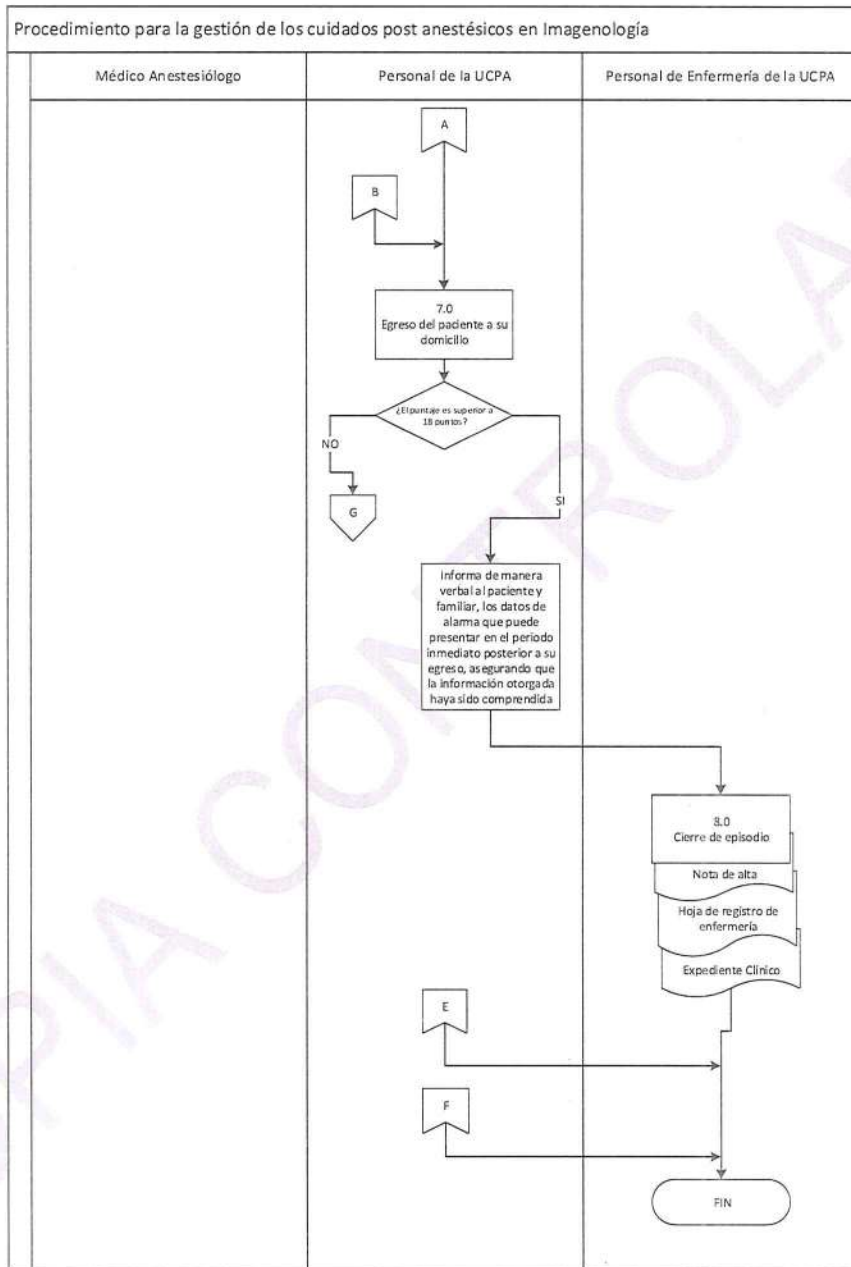 Procedimiento para la gestión de los cuidados post anestésicos en Imagenología
Médico Anestesiólogo
Personal de la UCPA
Personal de Enfermería de la UCPA
A
B
7.0
Egreso del paciente a su
domicilio
¿El puntaje es superior a
18 puntos?
NO
SI
G
Informa de manera
verbal al paciente y
familiar, los datos de
alarma que puede
presentar en el periodo
inmediato posterior a su
egreso, asegurando que
la información otorgada
haya sido comprendida
8.0
Cierre de episodio
Nota de alta
Hoja de registro de
enfermería
Expediente Clínico
E
F
FIN
PIA CONTROLA